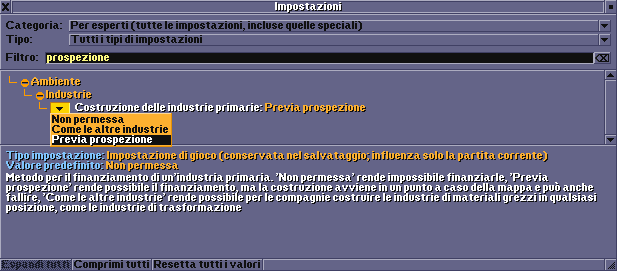 Impostazioni
Categoria: Per esperti (tutte le impostazioni, incluse quelle speciali)
Tipo: Tutti i tipi di impostazioni
Filtro: prospezione
Ambiente
Industrie
Costruzione delle industrie primarie: Previa prospezione
Non permessa
Come le altre industrie
Previa prospezione
Tipo impostazione: Impostazione di gioco (conservata nel salvataggio; influenza solo la partita corrente)
Valore predefinito: Non permessa
Metodo per il finanziamento di un'industria primaria. 'Non permessa' rende impossibile finanziarle, 'Previa
prospezione' rende possibile il finanziamento, ma la costruzione avviene in un punto a caso della mappa e può anche
fallire, 'Come le altre industrie' rende possibile per le compagnie costruire le industrie di materiali grezzi in qualsiasi
posizione, come le industrie di trasformazione
Espandi tutti Comprimi tutti Resetta tutti i valori